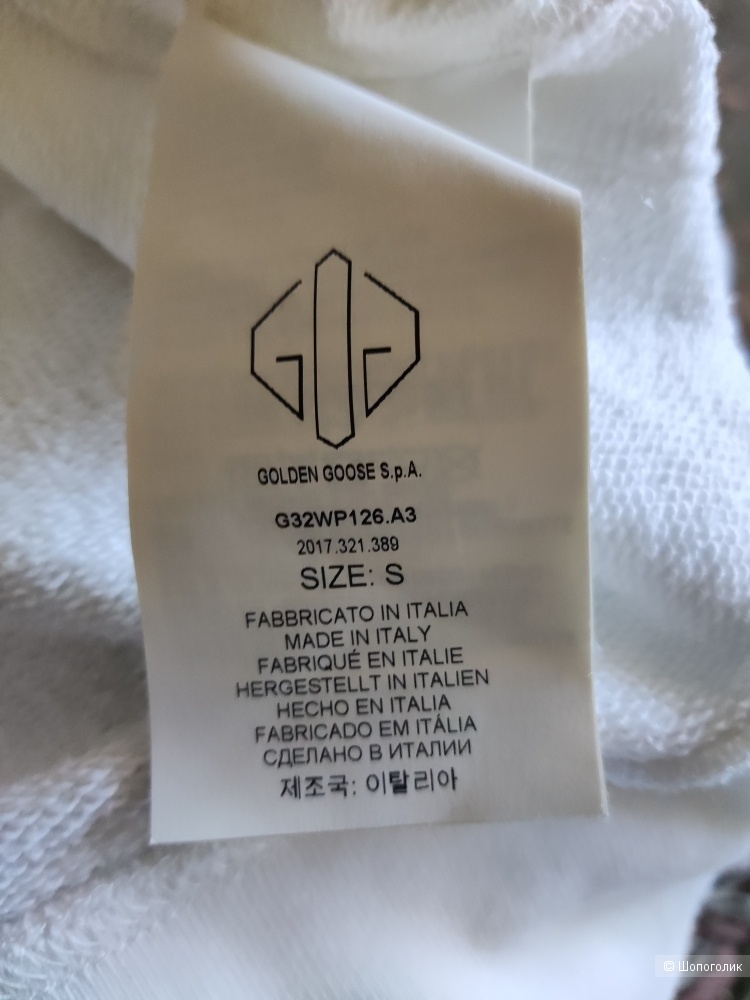 GOLDEN GOOSE S.p.A.
G32WP126.A3
2017.321.389
SIZE: S
FABBRICATO IN ITALIA
MADE IN ITALY
FABRIQUÉ EN ITALIE
HERGESTELLT IN ITALIEN
HECHO EN ITALIA
FABRICADO EM ITÁLIA
СДЕЛАНО В ИТАЛИИ
제조국: 이탈리아
© Шопоголик